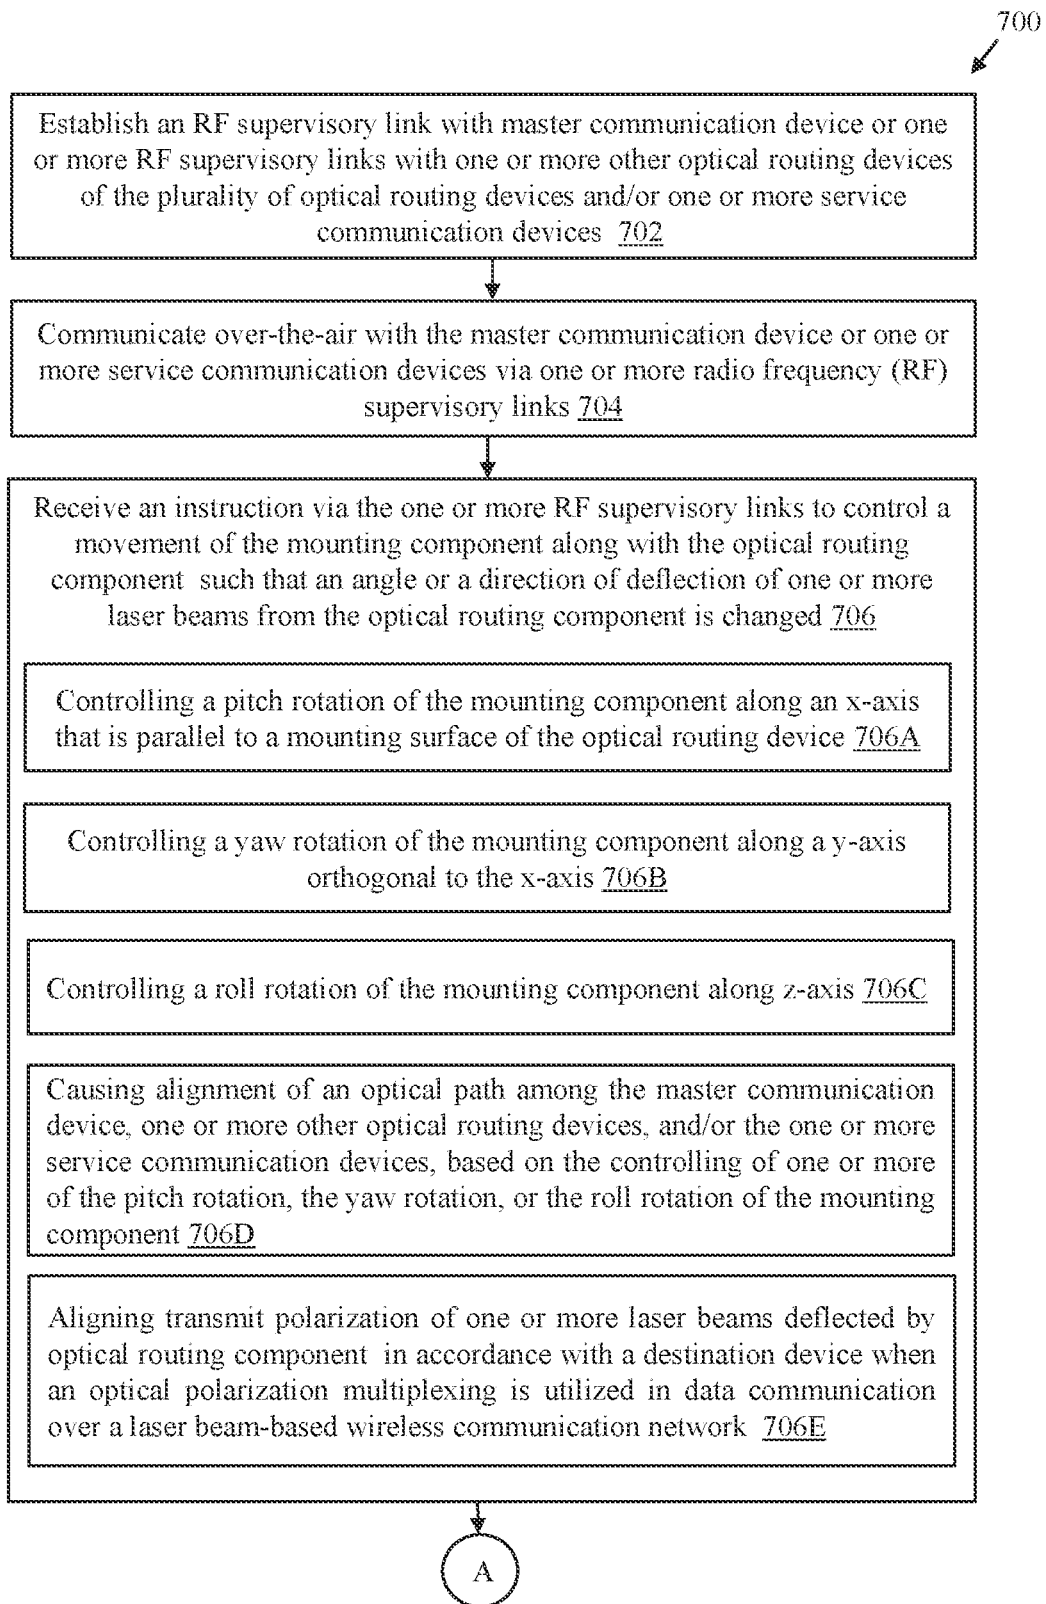 700
Establish an RF supervisory link with master communication device or one
or more RF supervisory links with one or more other optical routing devices
of the plurality of optical routing devices and/or one or more service
communication devices 702
Communicate over-the-air with the master communication device or one or
more service communication devices via one or more radio frequency (RF)
supervisory links 704
Receive an instruction via the one or more RF supervisory links to control a
movement of the mounting component along with the optical routing
component such that an angle or a direction of deflection of one or more
laser beams from the optical routing component is changed 706
Controlling a pitch rotation of the mounting component along an x-axis
that is parallel to a mounting surface of the optical routing device 706A
Controlling a yaw rotation of the mounting component along a y-axis
orthogonal to the x-axis 706B
Controlling a roll rotation of the mounting component along z-axis 706C
Causing alignment of an optical path among the master communication
device, one or more other optical routing devices, and/or the one or more
service communication devices, based on the controlling of one or more
of the pitch rotation, the yaw rotation, or the roll rotation of the mounting
component 706D
Aligning transmit polarization of one or more laser beams deflected by
optical routing component in accordance with a destination device when
an optical polarization multiplexing is utilized in data communication
over a laser beam-based wireless communication network 706E
A